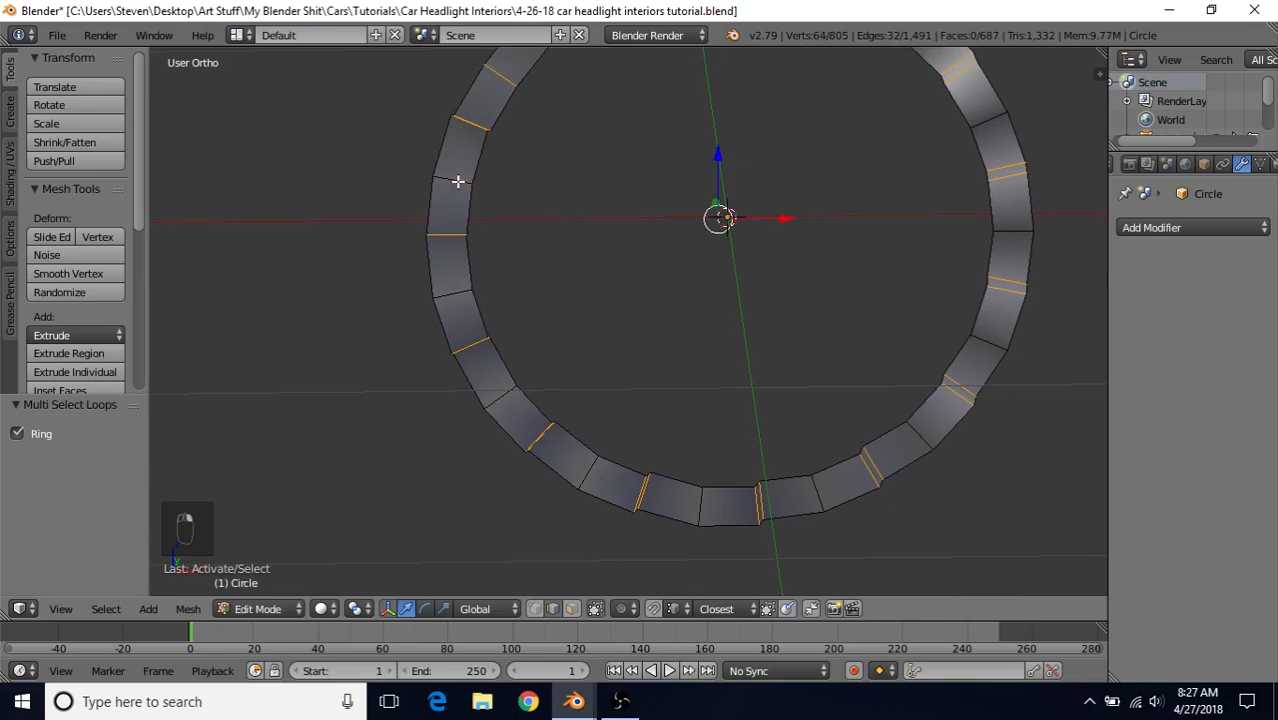 Blender* [C:\Users\Steven\Desktop\Art Stuff\My Blender Shit\Cars\Tutorials\Car Headlight Interiors\4-26-18 car headlight interiors tutorial.blend]
File Render Window Help Default Scene Blender Render v2.79 | Verts:64/805 | Edges:32/1,491 | Faces:0/687 | Tris:1,332 | Mem:9.77M | Circle
Tools
Create
Shading / UVs
Options
Grease Pencil
Transform
Translate
Rotate
Scale
Shrink/Fatten
Push/Pull
Mesh Tools
Deform:
Slide Ed Vertex
Noise
Smooth Vertex
Randomize
Add:
Extrude
Extrude Region
Extrude Individual
Inset Faces
Multi Select Loops
Ring
User Ortho
Last: Activate/Select
(1) Circle
View Search All Sc
Scene
RenderLay
World
Circle
Add Modifier
View Select Add Mesh Edit Mode Global Closest
-40 -20 0 20 40 60 80 100 120 140 160 180 200 220 240 260 280
View Marker Frame Playback Start: 1 End: 250 1 No Sync
Type here to search
8:27 AM
4/27/2018